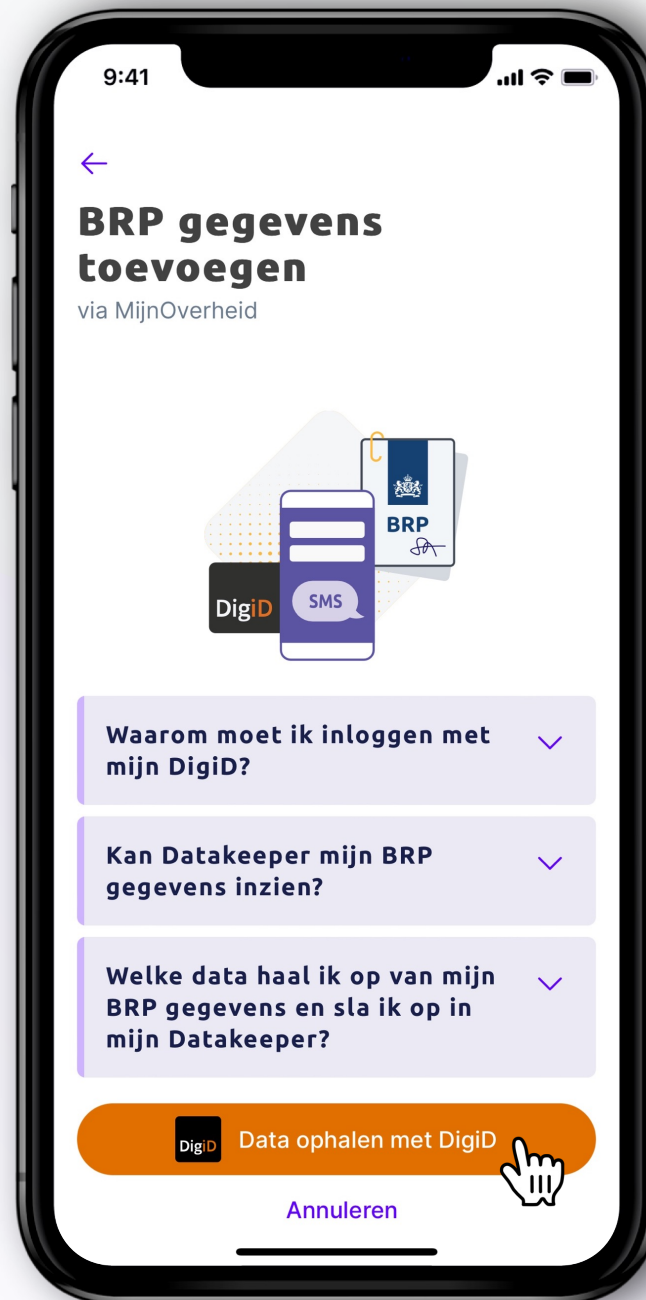 9:41
BRP gegevens
toevoegen
via MijnOverheid
BRP
DigiD
SMS
Waarom moet ik inloggen met
mijn DigiD?
Kan Datakeeper mijn BRP
gegevens inzien?
Welke data haal ik op van mijn
BRP gegevens en sla ik op in
mijn Datakeeper?
DigiD Data ophalen met DigiD
Annuleren